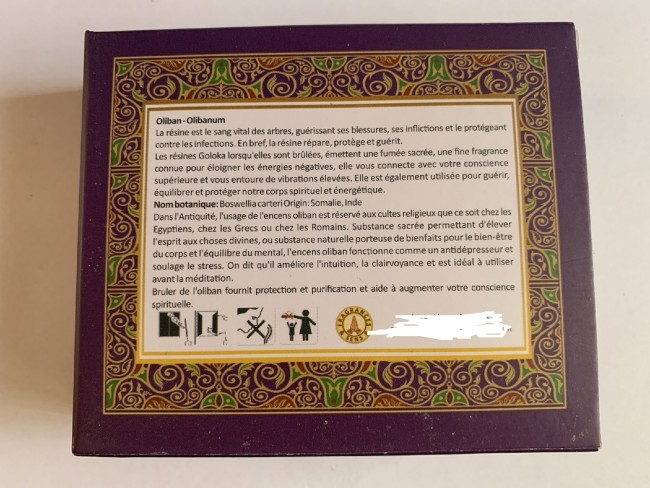 Oliban - Olibanum
La résine est le sang vital des arbres, guérissant ses blessures, ses inflictions et le protégeant
contre les infections. En bref, la résine répare, protège et guérit.
Les résines Goloka lorsqu'elles sont brûlées, émettent une fumée sacrée, une fine fragrance
connue pour éloigner les énergies négatives, elle vous connecte avec votre conscience
supérieure et vous entoure de vibrations élevées. Elle est également utilisée pour guérir,
équilibrer et protéger notre corps spirituel et énergétique.
Nom botanique: Boswellia carteri Origin: Somalie, Inde
Dans l'Antiquité, l'usage de l'encens oliban est réservé aux cultes religieux que ce soit chez les
Egyptiens, chez les Grecs ou chez les Romains. Substance sacrée permettant d'élever
l'esprit aux choses divines, ou substance naturelle porteuse de bienfaits pour le bien-être
du corps et l'équilibre du mental, l'encens oliban fonctionne comme un antidépresseur et
soulage le stress. On dit qu'il améliore l'intuition, la clairvoyance et est idéal à utiliser
avant la méditation.
Bruler de l'oliban fournit protection et purification et aide à augmenter votre conscience
spirituelle.
FRAGRANCES